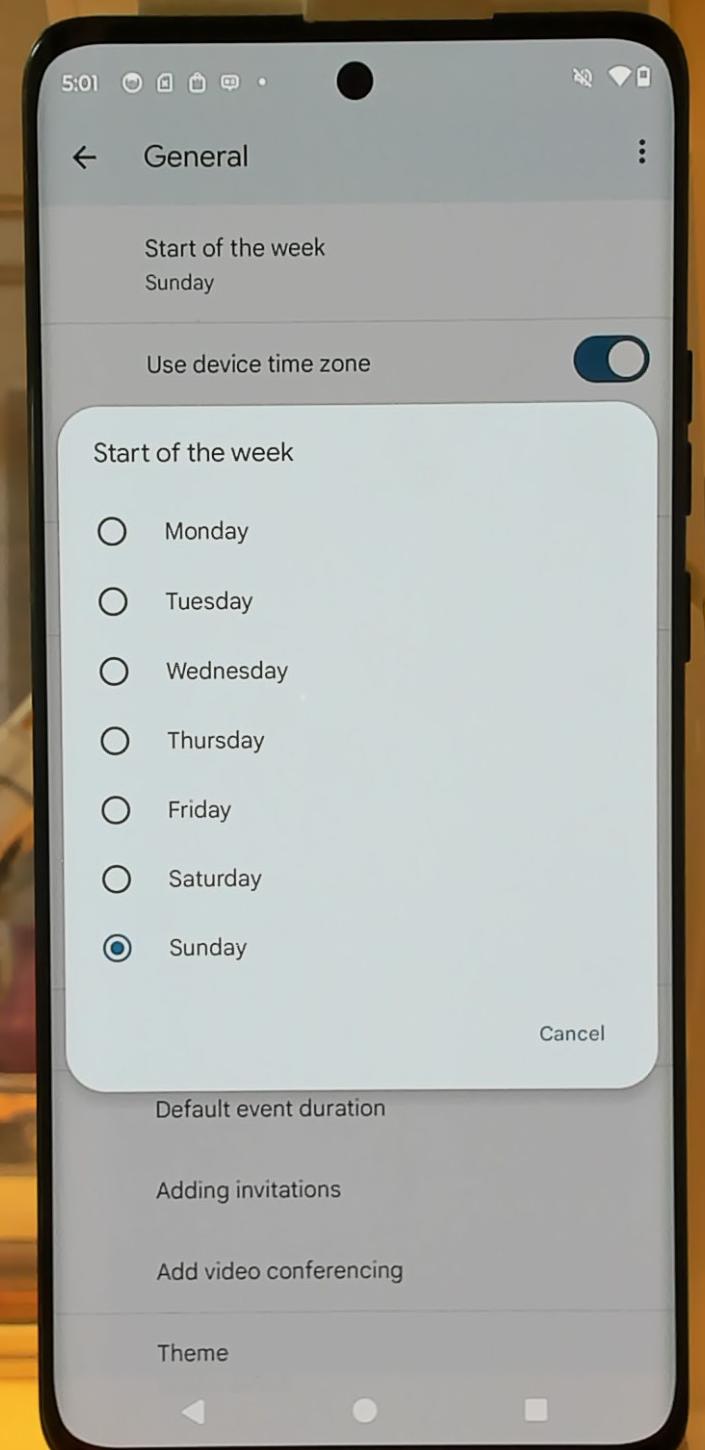 5:01
General
Start of the week
Sunday
Use device time zone
Start of the week
Monday
Tuesday
Wednesday
Thursday
Friday
Saturday
Sunday
Cancel
Default event duration
Adding invitations
Add video conferencing
Theme